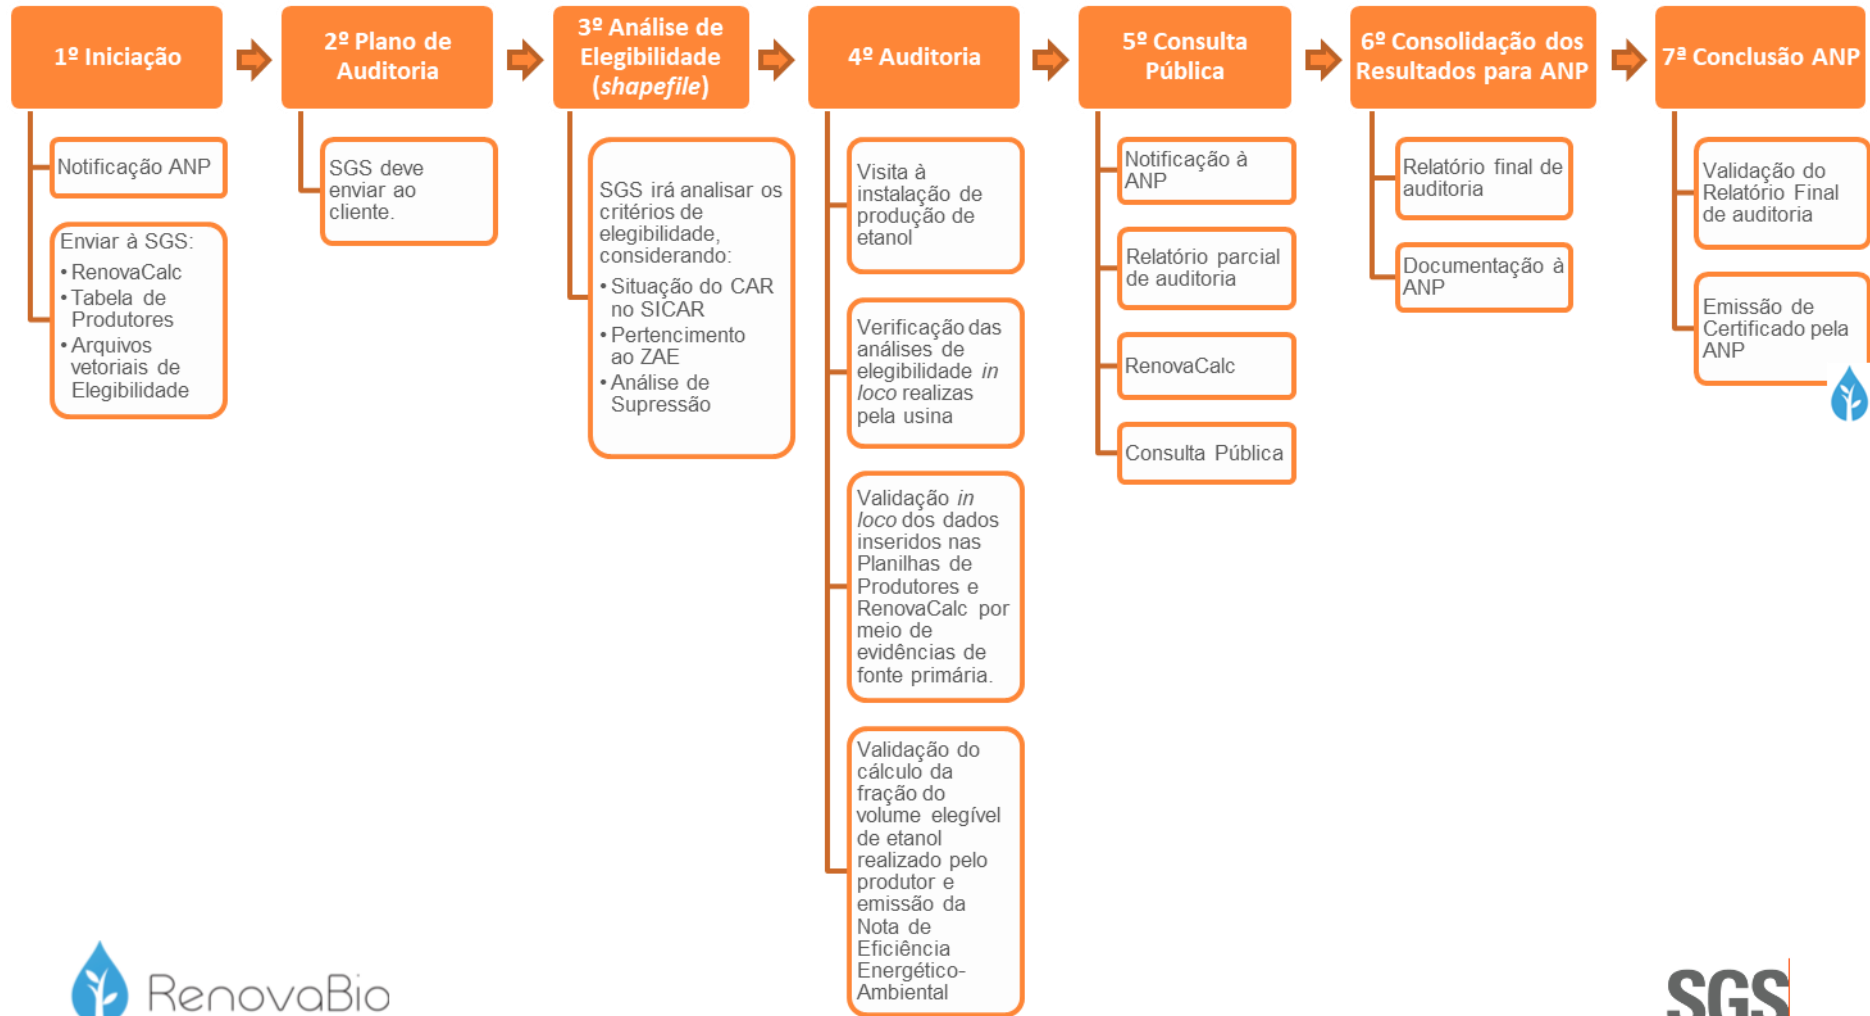 1º Iniciação
Notificação ANP
Enviar à SGS:
• RenovaCalc
• Tabela de
Produtores
• Arquivos
vetoriais de
Elegibilidade
2º Plano de
Auditoria
SGS deve
enviar ao
cliente.
3º Análise de
Elegibilidade
(shapefile)
SGS irá analisar os
critérios de
elegibilidade,
considerando:
• Situação do CAR
no SICAR
• Pertencimento
ao ZAE
• Análise de
Supressão
4º Auditoria
Visita à
instalação de
produção de
etanol
Verificação das
análises de
elegibilidade in
loco realizas
pela usina
Validação in
loco dos dados
inseridos nas
Planilhas de
Produtores e
RenovaCalc por
meio de
evidências de
fonte primária.
Validação do
cálculo da
fração do
volume elegível
de etanol
realizado pelo
produtor e
emissão da
Nota de
Eficiência
Energético-
Ambiental
5º Consulta
Pública
Notificação à
ANP
Relatório parcial
de auditoria
RenovaCalc
Consulta Pública
6º Consolidação dos
Resultados para ANP
Relatório final de
auditoria
Documentação à
ANP
7ª Conclusão ANP
Validação do
Relatório Final
de auditoria
Emissão de
Certificado pela
ANP
RenovaBio
SGS